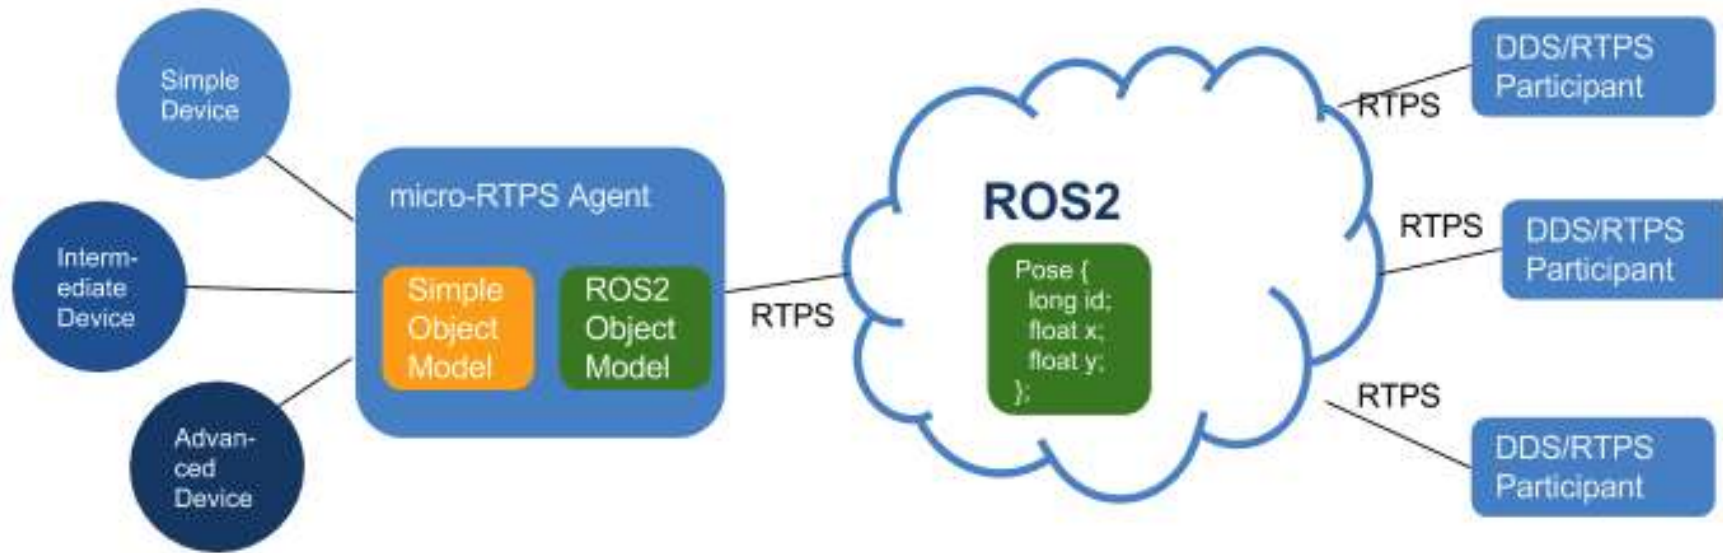 Simple
Device
Interm-
ediate
Device
Advan-
ced
Device
micro-RTPS Agent
Simple
Object
Model
ROS2
Object
Model
RTPS
ROS2
Pose {
long id;
float x;
float y;
};
RTPS
DDS/RTPS
Participant
RTPS
DDS/RTPS
Participant
RTPS
DDS/RTPS
Participant